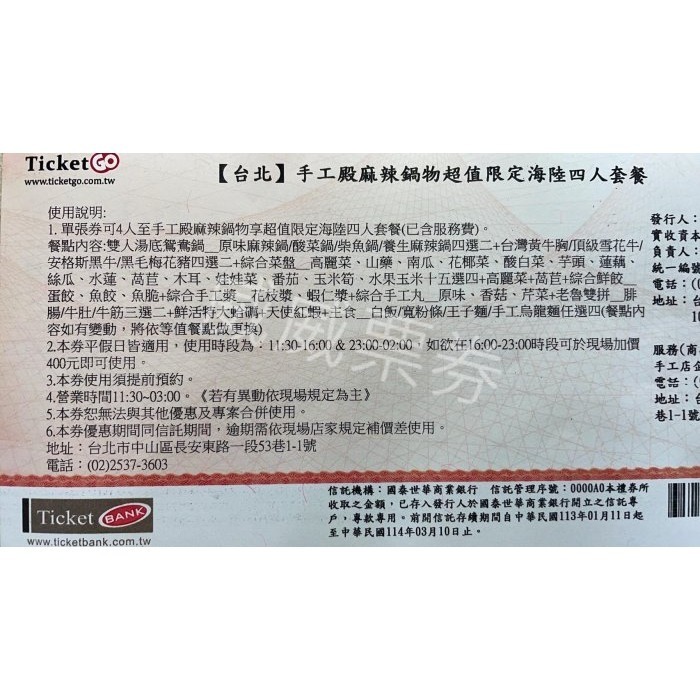 TicketGO
www.ticketgo.com.tw
【台北】手工殿麻辣鍋物超值限定海陸四人套餐
使用說明:
1. 單張券可4人至手工殿麻辣鍋物享超值限定海陸四人套餐(已含服務費)。
餐點內容:雙人湯底鴛鴦鍋__原味麻辣鍋/酸菜鍋/柴魚鍋/養生麻辣鍋四選二+台灣黃牛胸/頂級雪花牛/
安格斯黑牛/黑毛梅花豬四選二+綜合菜盤__高麗菜、山藥、南瓜、花椰菜、酸白菜、芋頭、蓮藕、
絲瓜、水蓮、萵苣、木耳、娃娃菜、番茄、玉米筍、水果玉米十五選四+高麗菜+萵苣+綜合鮮餃__
蛋餃、魚餃、魚脆+綜合手工漿__花枝漿、蝦仁漿+綜合手工丸__原味、香菇、芹菜+老魯雙拼__腓
腸/牛肚/牛筋三選二+鮮活特大蛤蜊+天使紅蝦+主食__白飯/寬粉條/王子麵/手工烏龍麵任選四(餐點內
容如有變動，將依等值餐點做更換)
2.本券平假日皆適用，使用時段為：11:30-16:00 & 23:00-02:00，如欲在16:00-23:00時段可於現場加價
400元即可使用。
3.本券使用須提前預約。
4.營業時間11:30~03:00。《若有異動依現場規定為主》
5.本券恕無法與其他優惠及專案合併使用。
6.本券優惠期間同信託期間，逾期需依現場店家規定補價差使用。
地址：台北市中山區長安東路一段53巷1-1號
電話：(02)2537-3603
發行人：
實收資本
負責人：
統一編號
電話：(0
地址：台
10
服務(商
手工店企
電話：(
地址：台
巷1-1號
威票券
Ticket BANK
www.ticketbank.com.tw
信託機構：國泰世華商業銀行 信託管理序號：0000A0本禮券所
收取之金額，已存入發行人於國泰世華商業銀行開立之信託專
戶，專款專用。前開信託存續期間自中華民國113年01月11日起
至中華民國114年03月10日止。